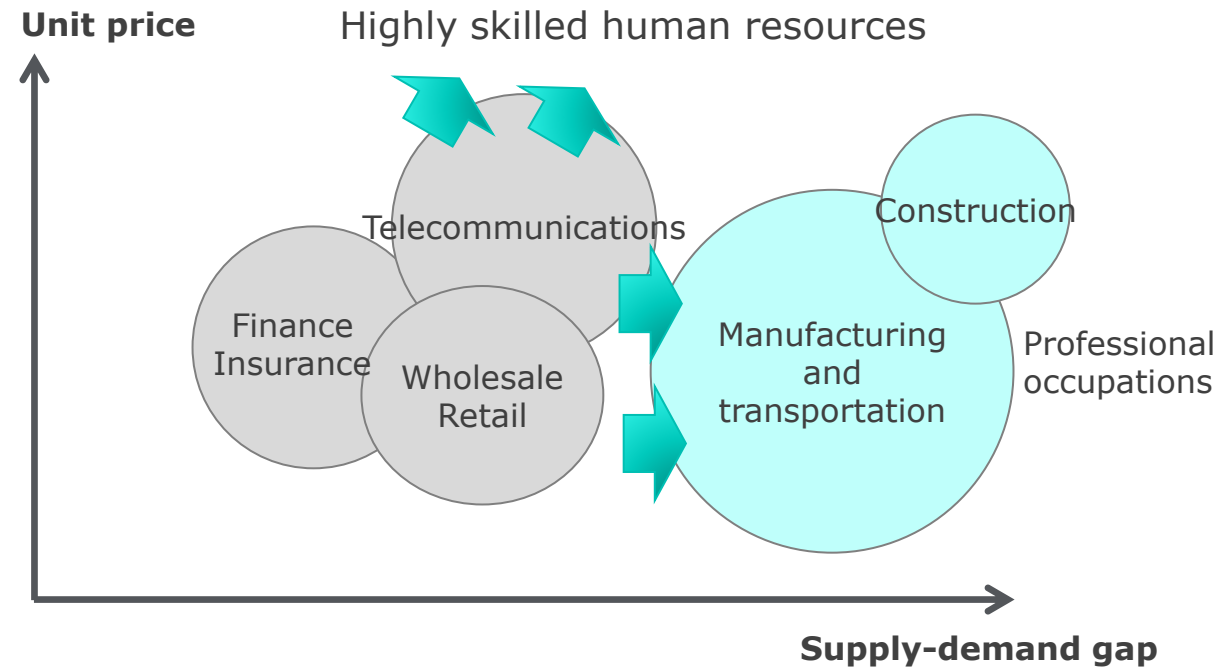 Unit price
Highly skilled human resources
Telecommunications
Construction
Finance
Insurance
Wholesale
Retail
Manufacturing
and
transportation
Professional
occupations
Supply-demand gap